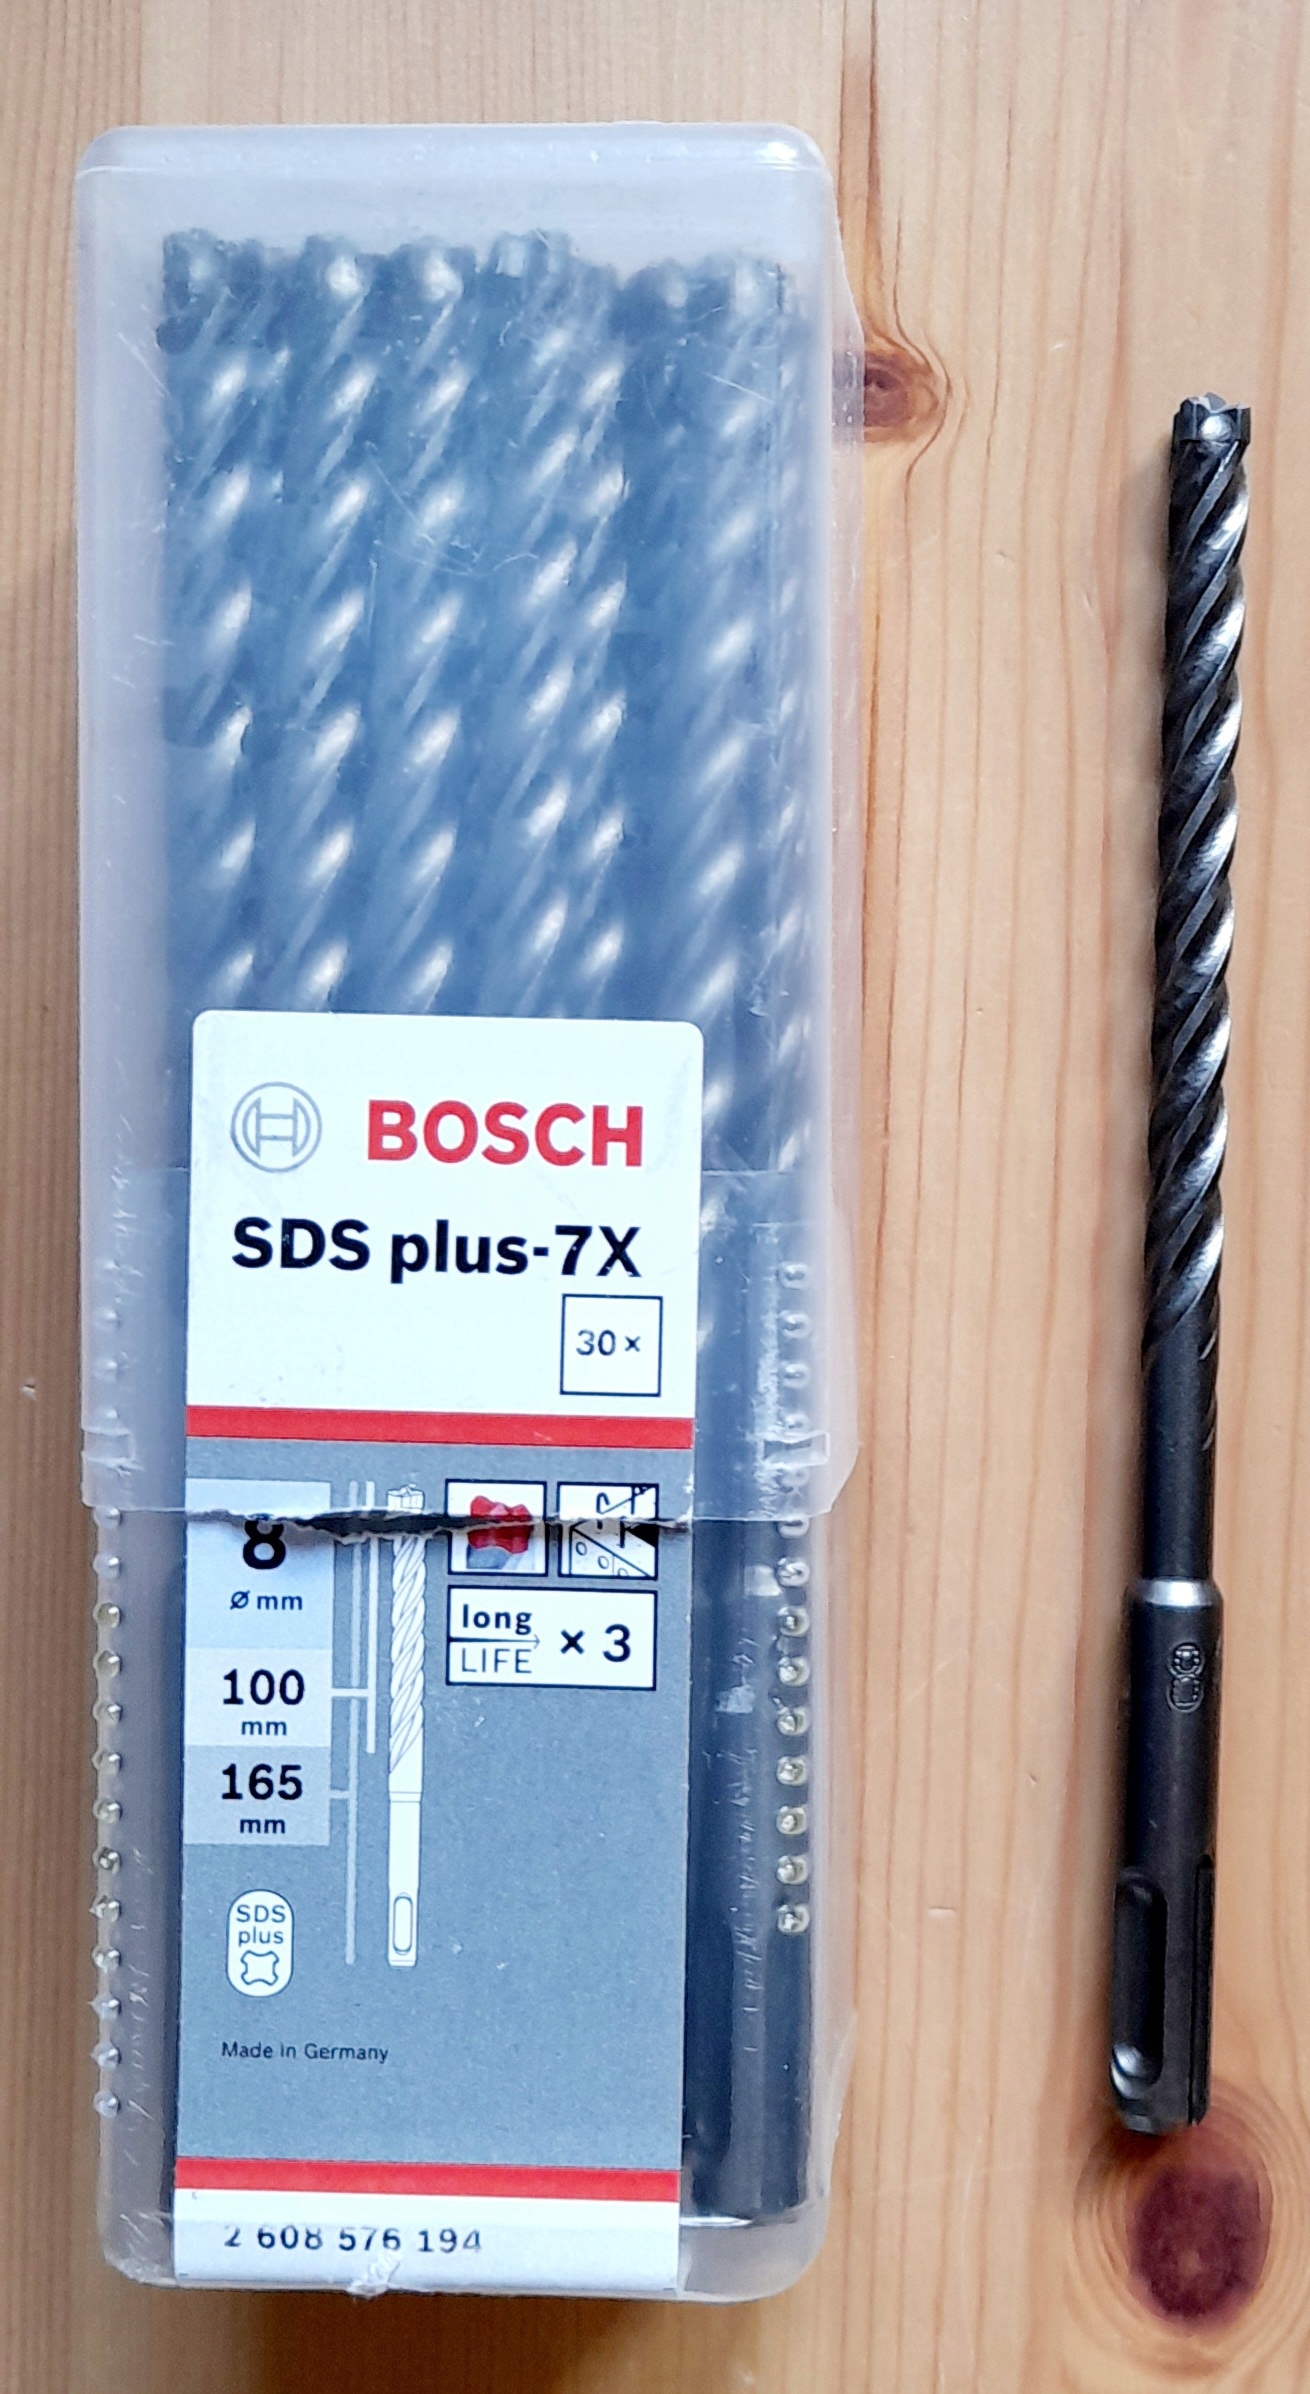 BOSCH
SDS plus-7X
30 ×
8
Ø mm
long
LIFE
× 3
100
mm
165
mm
SDS
plus
Made in Germany
2 608 576 194